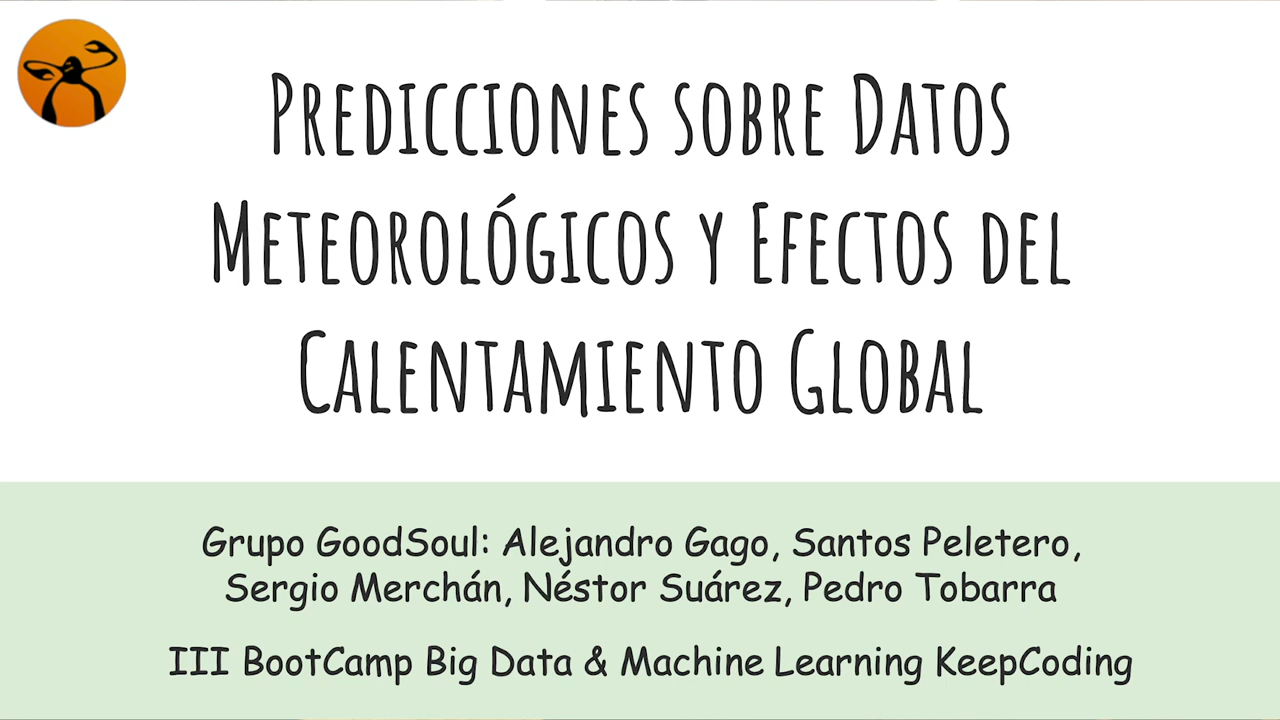 Predicciones sobre Datos
Meteorológicos y Efectos del
Calentamiento Global
Grupo GoodSoul: Alejandro Gago, Santos Peletero,
Sergio Merchán, Néstor Suárez, Pedro Tobarra
III BootCamp Big Data & Machine Learning KeepCoding